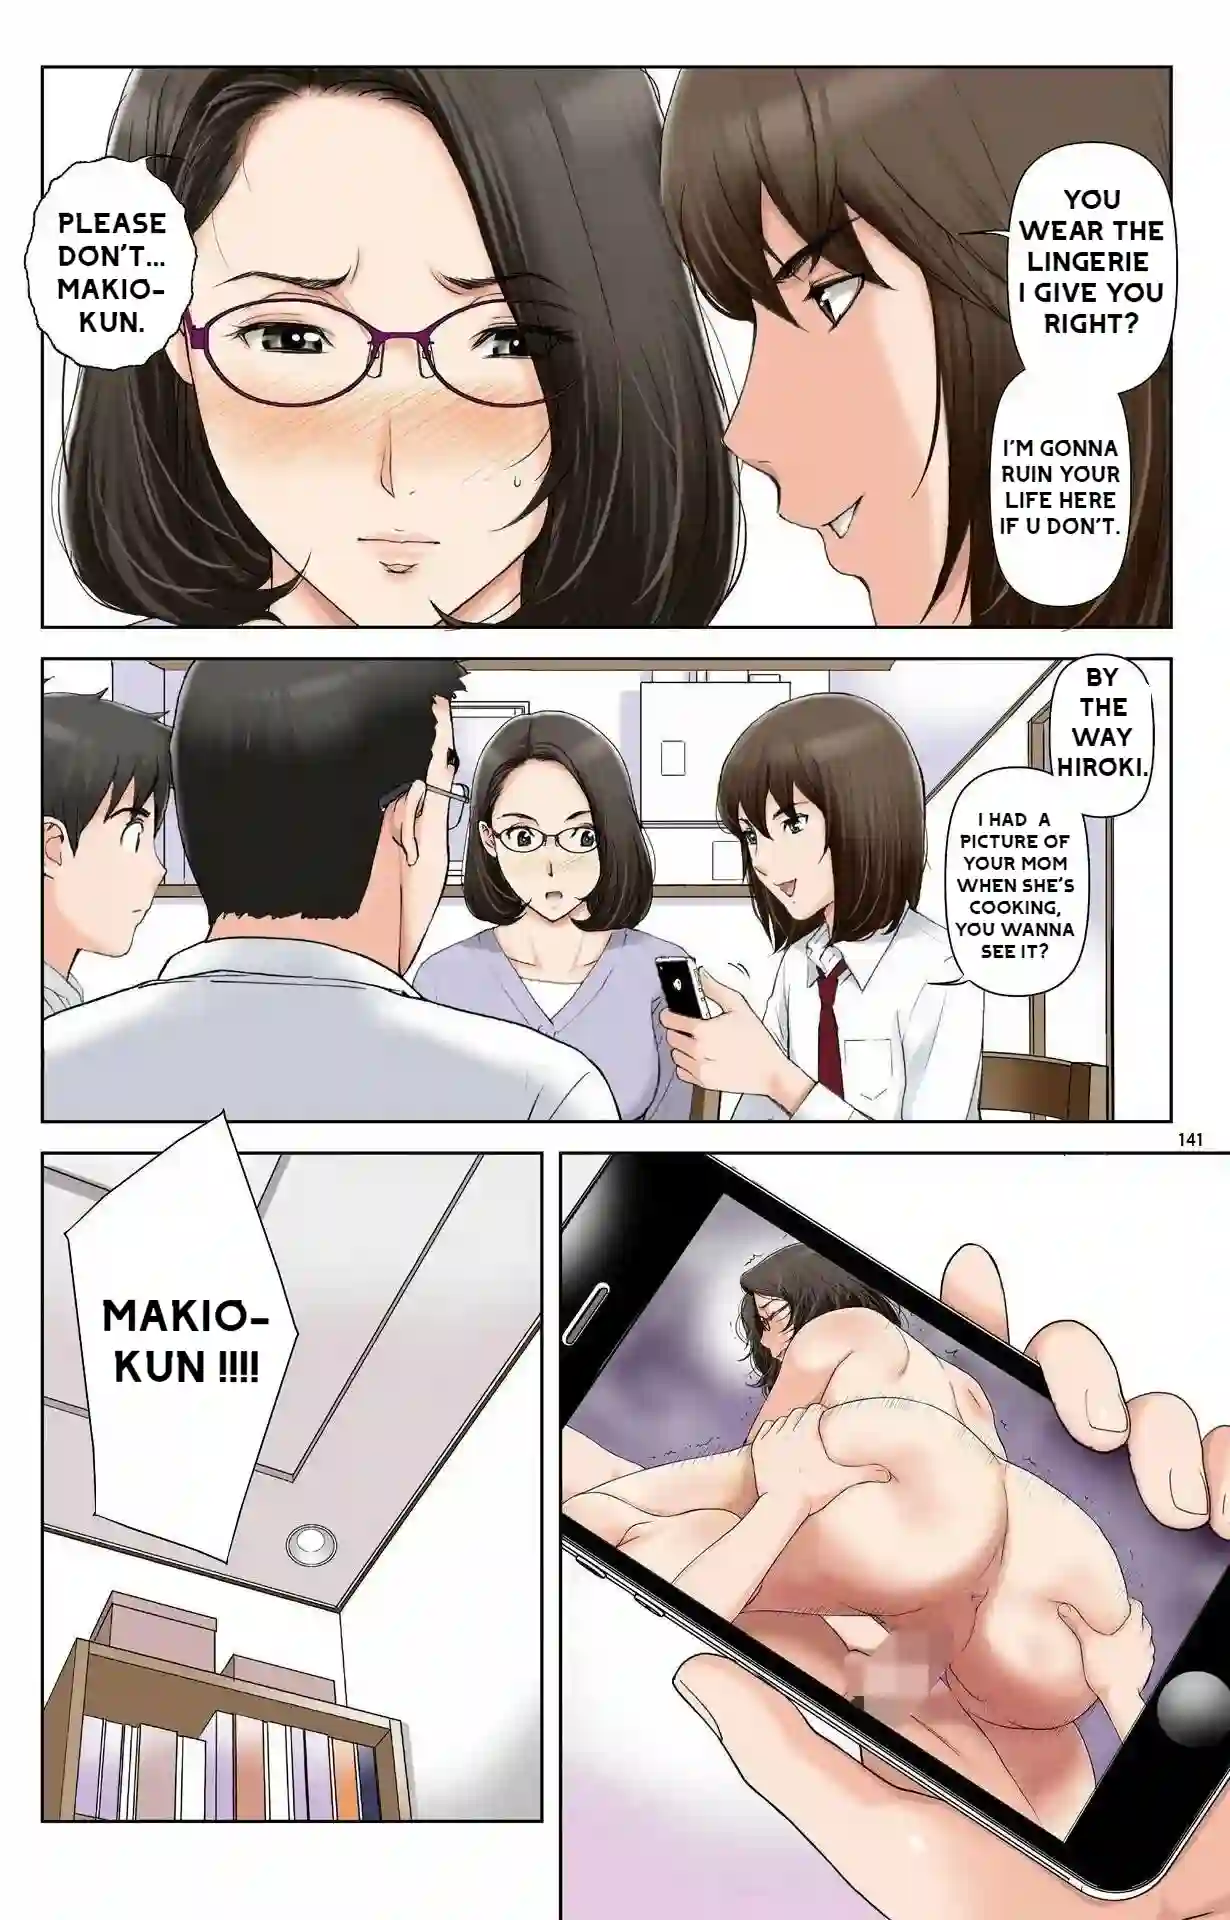 PLEASE
DON'T...
MAKIO-
KUN.
YOU
WEAR THE
LINGERIE
I GIVE YOU
RIGHT?
I'M GONNA
RUIN YOUR
LIFE HERE
IF U DON'T.
BY
THE
WAY
HIROKI.
I HAD A
PICTURE OF
YOUR MOM
WHEN SHE'S
COOKING,
YOU WANNA
SEE IT?
141
MAKIO-
KUN !!!!